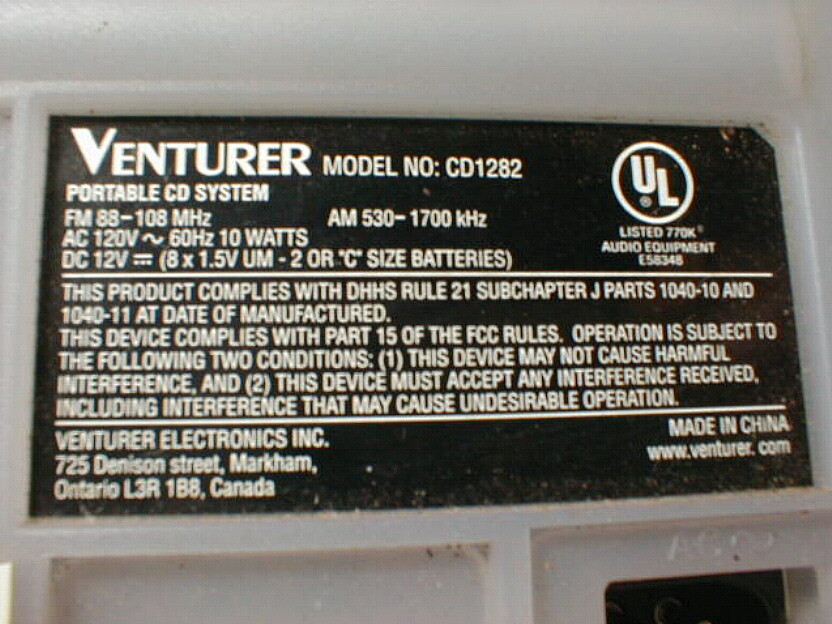 VENTURER MODEL NO: CD1282
PORTABLE CD SYSTEM
FM 88-108 MHz AM 530-1700 kHz
AC 120V ~ 60Hz 10 WATTS
DC 12V ⎓ (8 x 1.5V UM - 2 OR "C" SIZE BATTERIES)
UL
®
LISTED 770K
AUDIO EQUIPMENT
E58348
THIS PRODUCT COMPLIES WITH DHHS RULE 21 SUBCHAPTER J PARTS 1040-10 AND
1040-11 AT DATE OF MANUFACTURED.
THIS DEVICE COMPLIES WITH PART 15 OF THE FCC RULES. OPERATION IS SUBJECT TO
THE FOLLOWING TWO CONDITIONS: (1) THIS DEVICE MAY NOT CAUSE HARMFUL
INTERFERENCE, AND (2) THIS DEVICE MUST ACCEPT ANY INTERFERENCE RECEIVED,
INCLUDING INTERFERENCE THAT MAY CAUSE UNDESIRABLE OPERATION.
VENTURER ELECTRONICS INC.
725 Denison street, Markham,
Ontario L3R 1B8, Canada
MADE IN CHINA
www.venturer. com